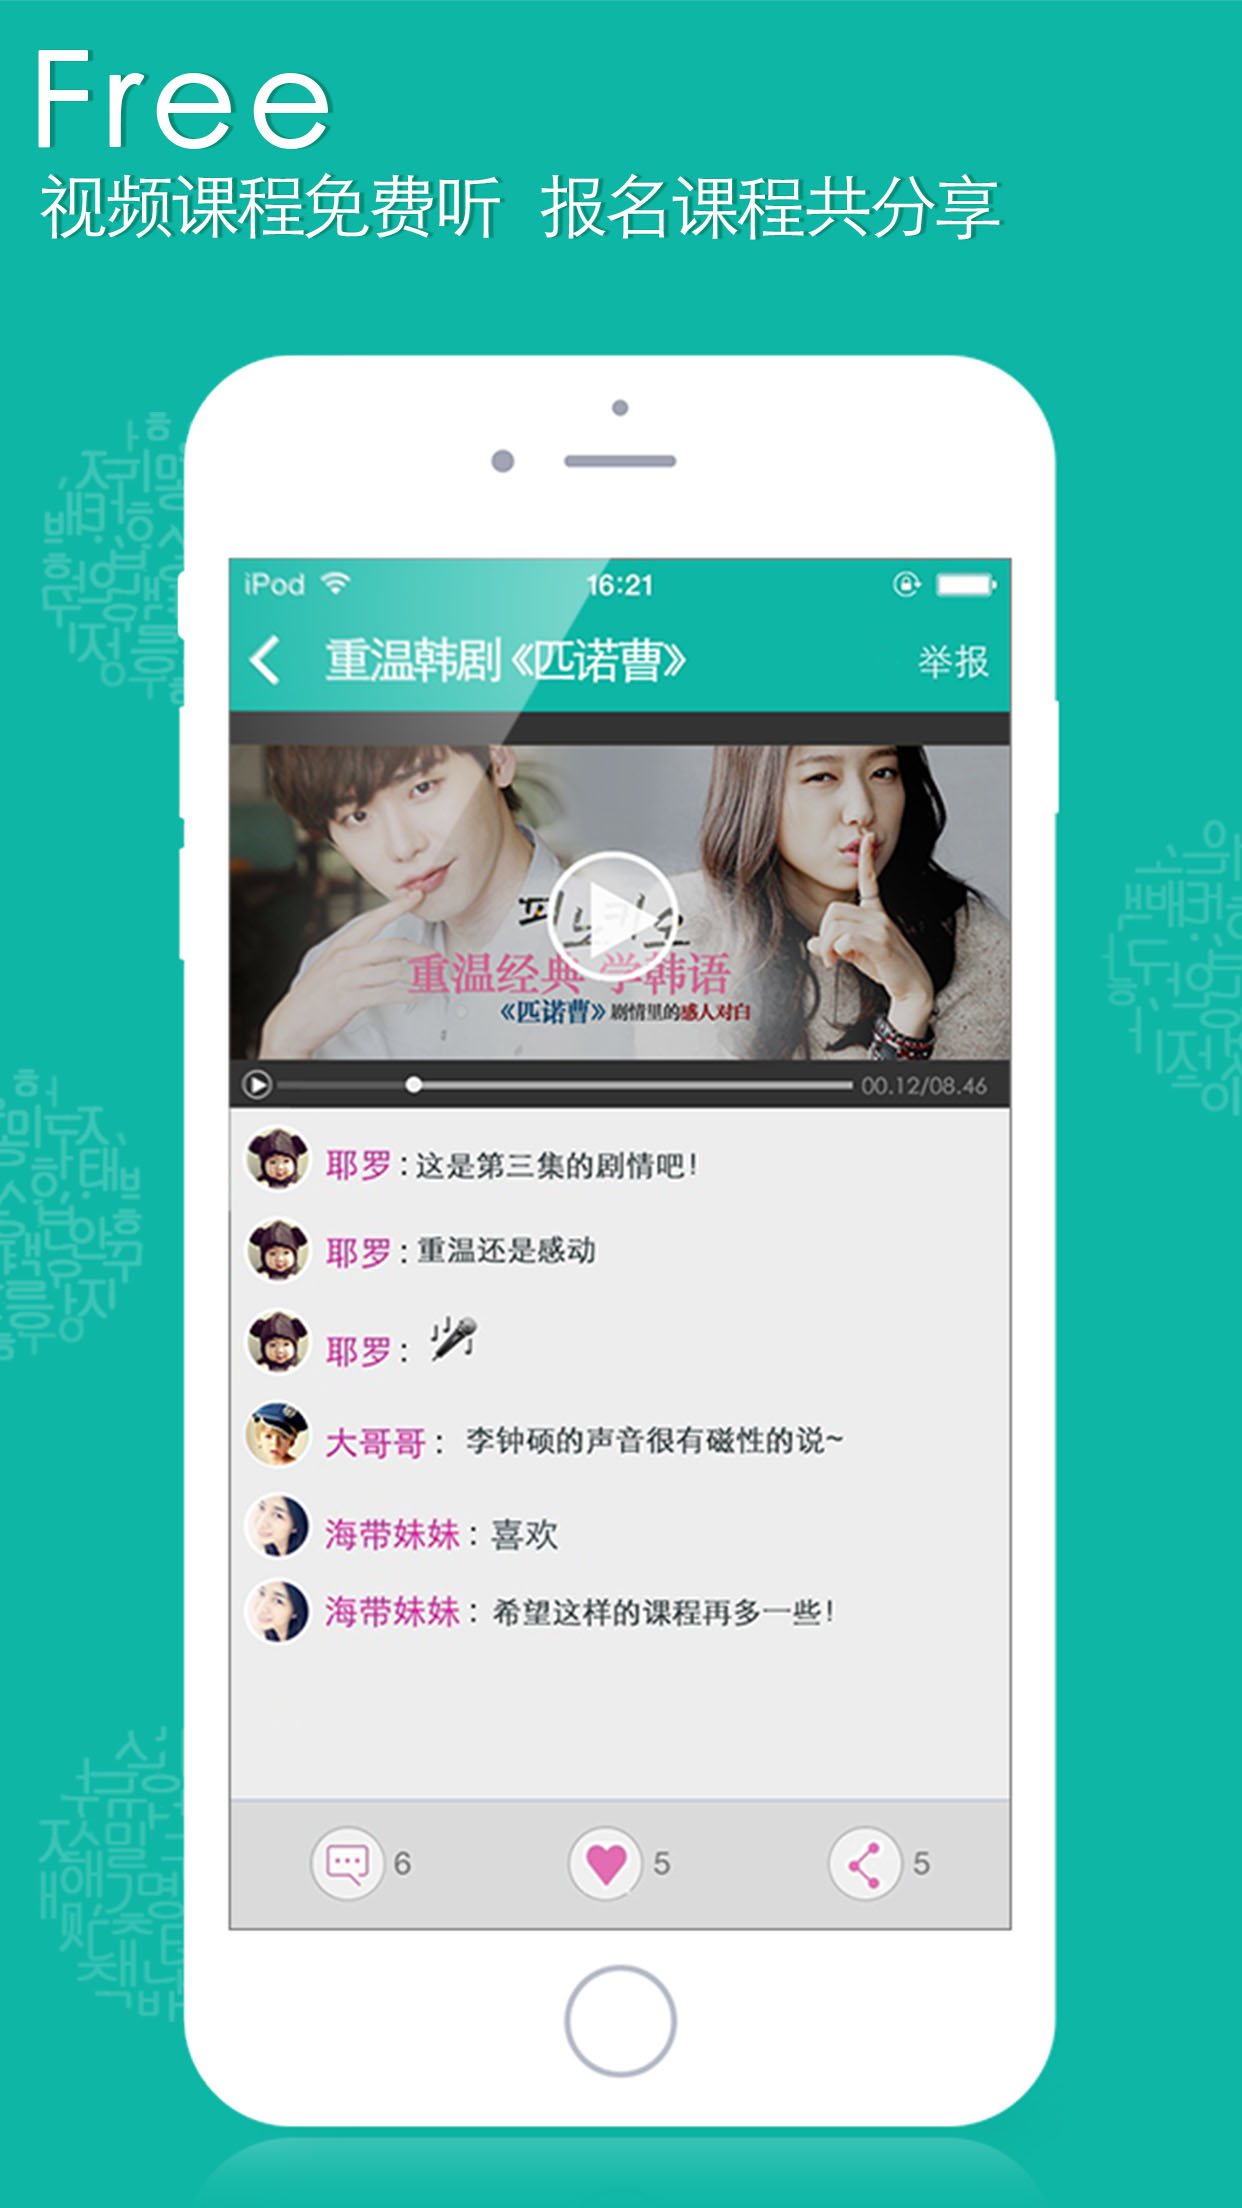 Free
视频课程免费听 报名课程共分享
iPod 16:21
重温韩剧《匹诺曹》 举报
피노키오
重温经典 学韩语
《匹诺曹》剧情里的感人对白
00.12/08.46
耶罗:这是第三集的剧情吧!
耶罗:重温还是感动
耶罗:
大哥哥: 李钟硕的声音很有磁性的说~
海带妹妹:喜欢
海带妹妹: 希望这样的课程再多一些!
6 5 5